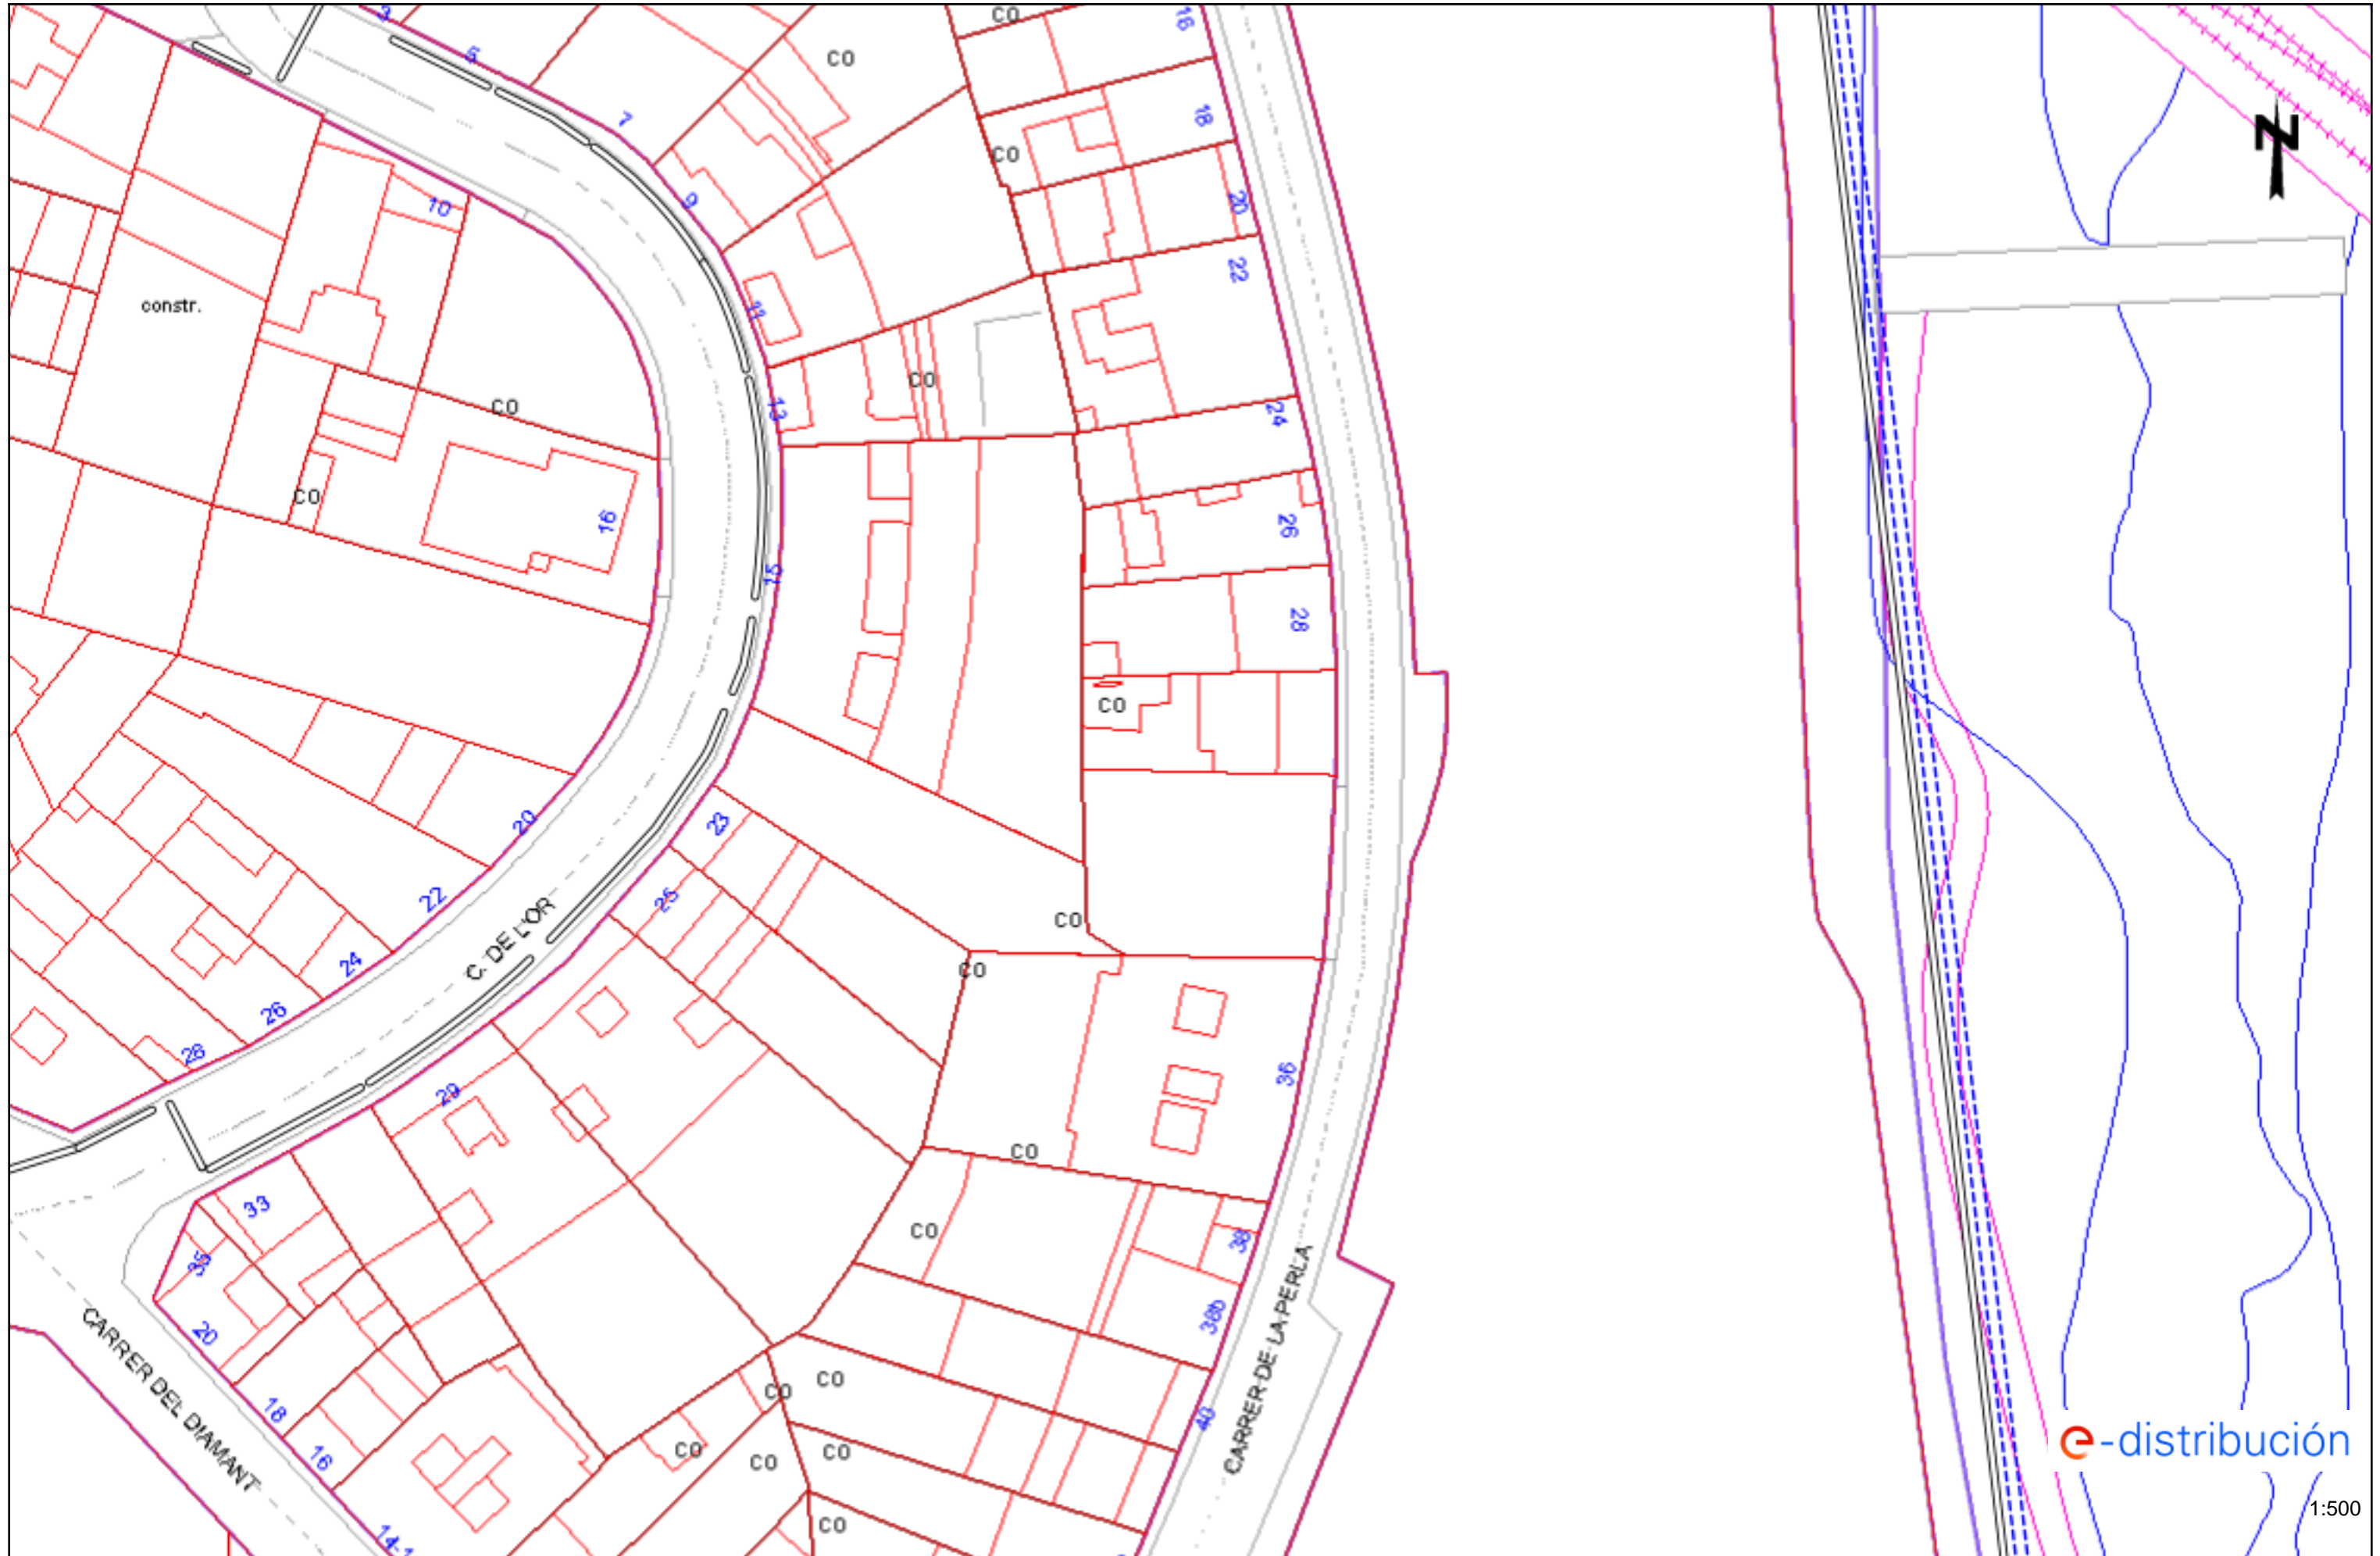 3
5
7
9
11
13
15
10
16
CO
CO
CO
16
18
20
22
24
26
28
constr.
CO
CO
CO
CO
20
22
24
26
28
C. DE L'OR
23
25
CO
CO
29
33
35
36
CO
CO
38
38b
40
CARRER DE LA PERLA
20
18
16
14-1
CARRER DEL DIAMANT
CO
CO
CO
CO
CO
CO
N
e-distribución
1:500